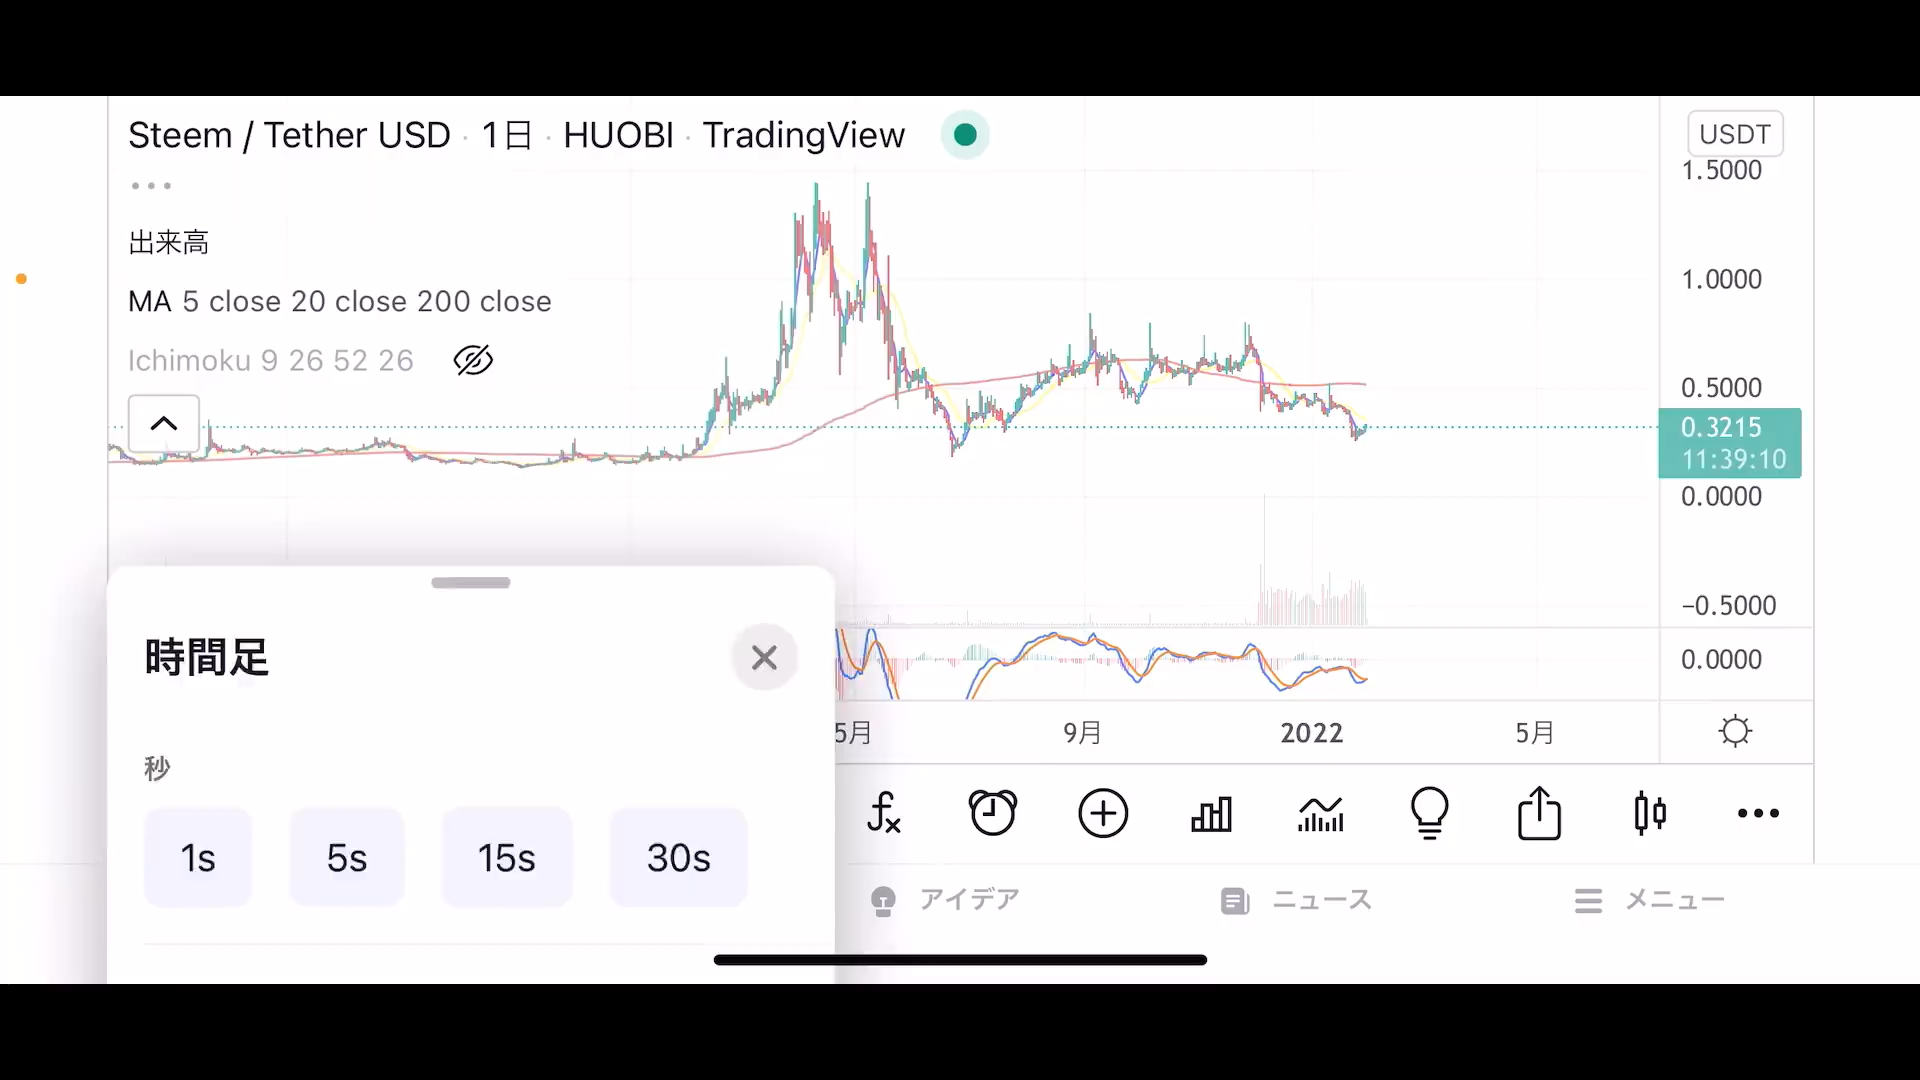 Steem / Tether USD · 1日 · HUOBI · TradingView
USDT
1.5000
出来高
1.0000
MA 5 close 20 close 200 close
Ichimoku 9 26 52 26
0.5000
0.3215
11:39:10
0.0000
−0.5000
0.0000
時間足
5月
9月
2022
5月
秒
1s
5s
15s
30s
アイデア
ニュース
メニュー